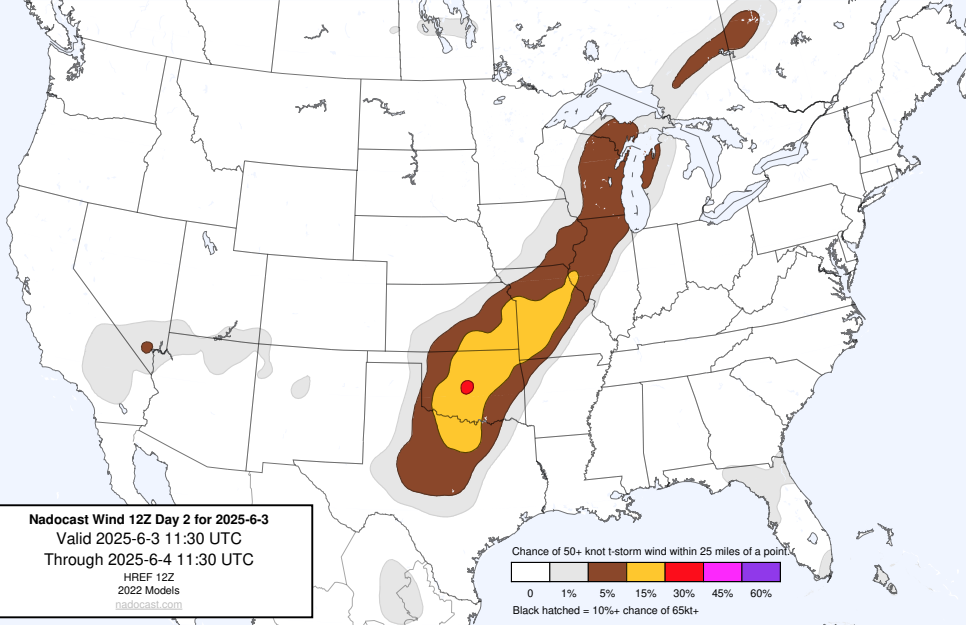 Nadocast Wind 12Z Day 2 for 2025-6-3
Valid 2025-6-3 11:30 UTC
Through 2025-6-4 11:30 UTC
HREF 12Z
2022 Models
nadocast.com
Chance of 50+ knot t-storm wind within 25 miles of a point.
0 1% 5% 15% 30% 45% 60%
Black hatched = 10%+ chance of 65kt+